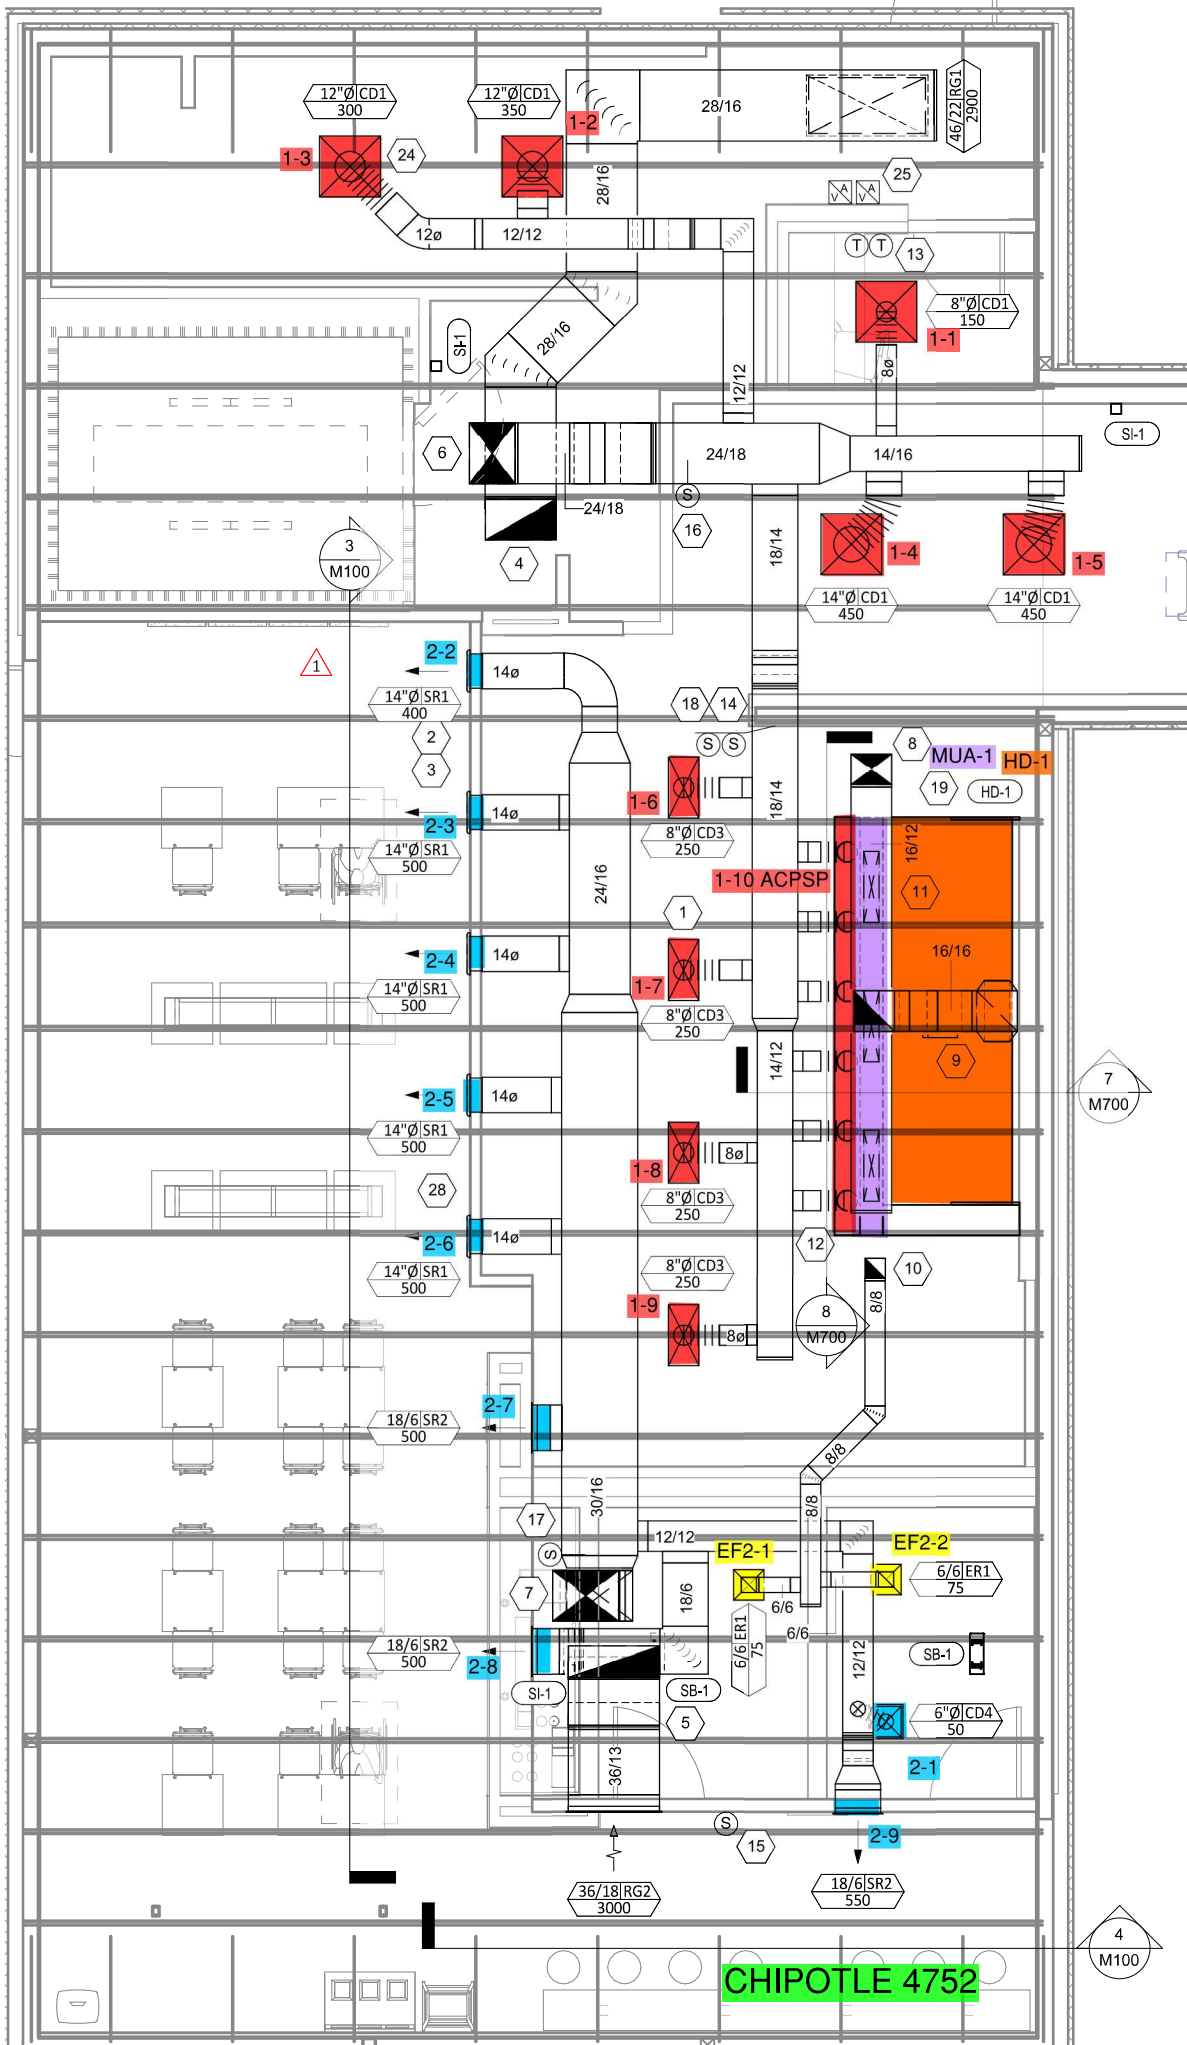 12"Ø CD1
300
12"Ø CD1
350
28/16
46/22 RG1
2900
1-2
1-3
24
28/16
25
V A
V A
12ø
12/12
T T
13
8"Ø CD1
150
28/16
SI-1
1-1
8ø
12/12
SI-1
6
24/18
14/16
24/18
S
16
3
M100
4
18/14
1-4
1-5
14"Ø CD1
450
14"Ø CD1
450
1
2-2
14ø
14"Ø SR1
400
18
14
2
S S
8
MUA-1
HD-1
3
19
HD-1
1-6
18/14
2-3
14ø
8"Ø CD3
250
16/12
14"Ø SR1
500
24/16
1-10 ACPSP
11
1
2-4
14ø
16/16
1-7
14"Ø SR1
500
8"Ø CD3
250
14/12
9
7
M700
2-5
14ø
14"Ø SR1
500
8ø
1-8
28
8"Ø CD3
250
2-6
14ø
12
14"Ø SR1
500
8"Ø CD3
250
10
8/8
1-9
8
M700
8ø
2-7
18/6 SR2
500
8/8
30/16
8/8
17
12/12
S
EF2-1
EF2-2
7
18/6
6/6
6/6 ER1
75
6/6 ER1
75
6/6
18/6 SR2
500
2-8
12/12
SB-1
SI-1
SB-1
5
6"Ø CD4
50
36/13
2-1
S
15
2-9
36/18 RG2
3000
18/6 SR2
550
4
M100
CHIPOTLE 4752